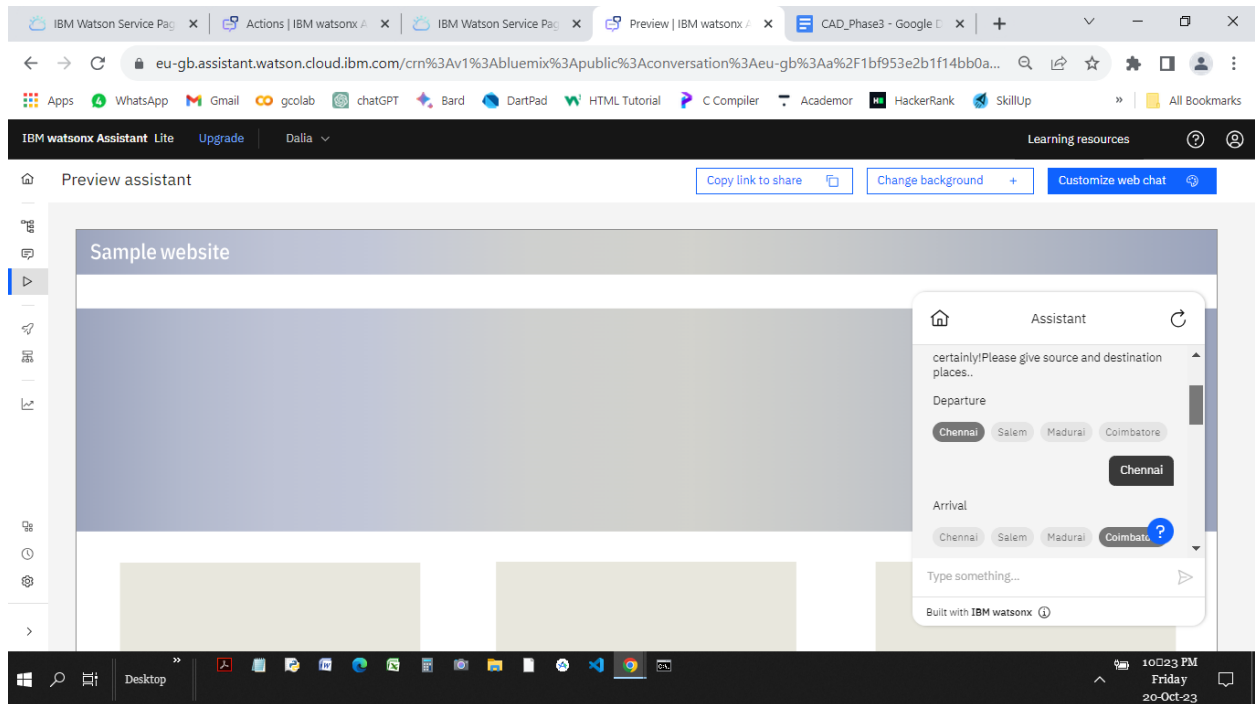 IBM Watson Service Pag
Actions | IBM watsonx A
IBM Watson Service Pag
Preview | IBM watsonx A
CAD_Phase3 - Google D
eu-gb.assistant.watson.cloud.ibm.com/crn%3Av1%3Abluemix%3Apublic%3Aconversation%3Aeu-gb%3Aa%2F1bf953e2b1f14bb0a...
Apps WhatsApp Gmail gcolab chatGPT Bard DartPad HTML Tutorial C Compiler Academor HackerRank SkillUp » All Bookmarks
IBM watsonx Assistant Lite Upgrade Dalia Learning resources
Preview assistant Copy link to share Change background + Customize web chat
Sample website
Assistant
certainly!Please give source and destination
places..
Departure
Chennai Salem Madurai Coimbatore
Chennai
Arrival
Chennai Salem Madurai Coimbato
?
Type something...
Built with IBM watsonx
Desktop »
10▯23 PM
Friday
20-Oct-23